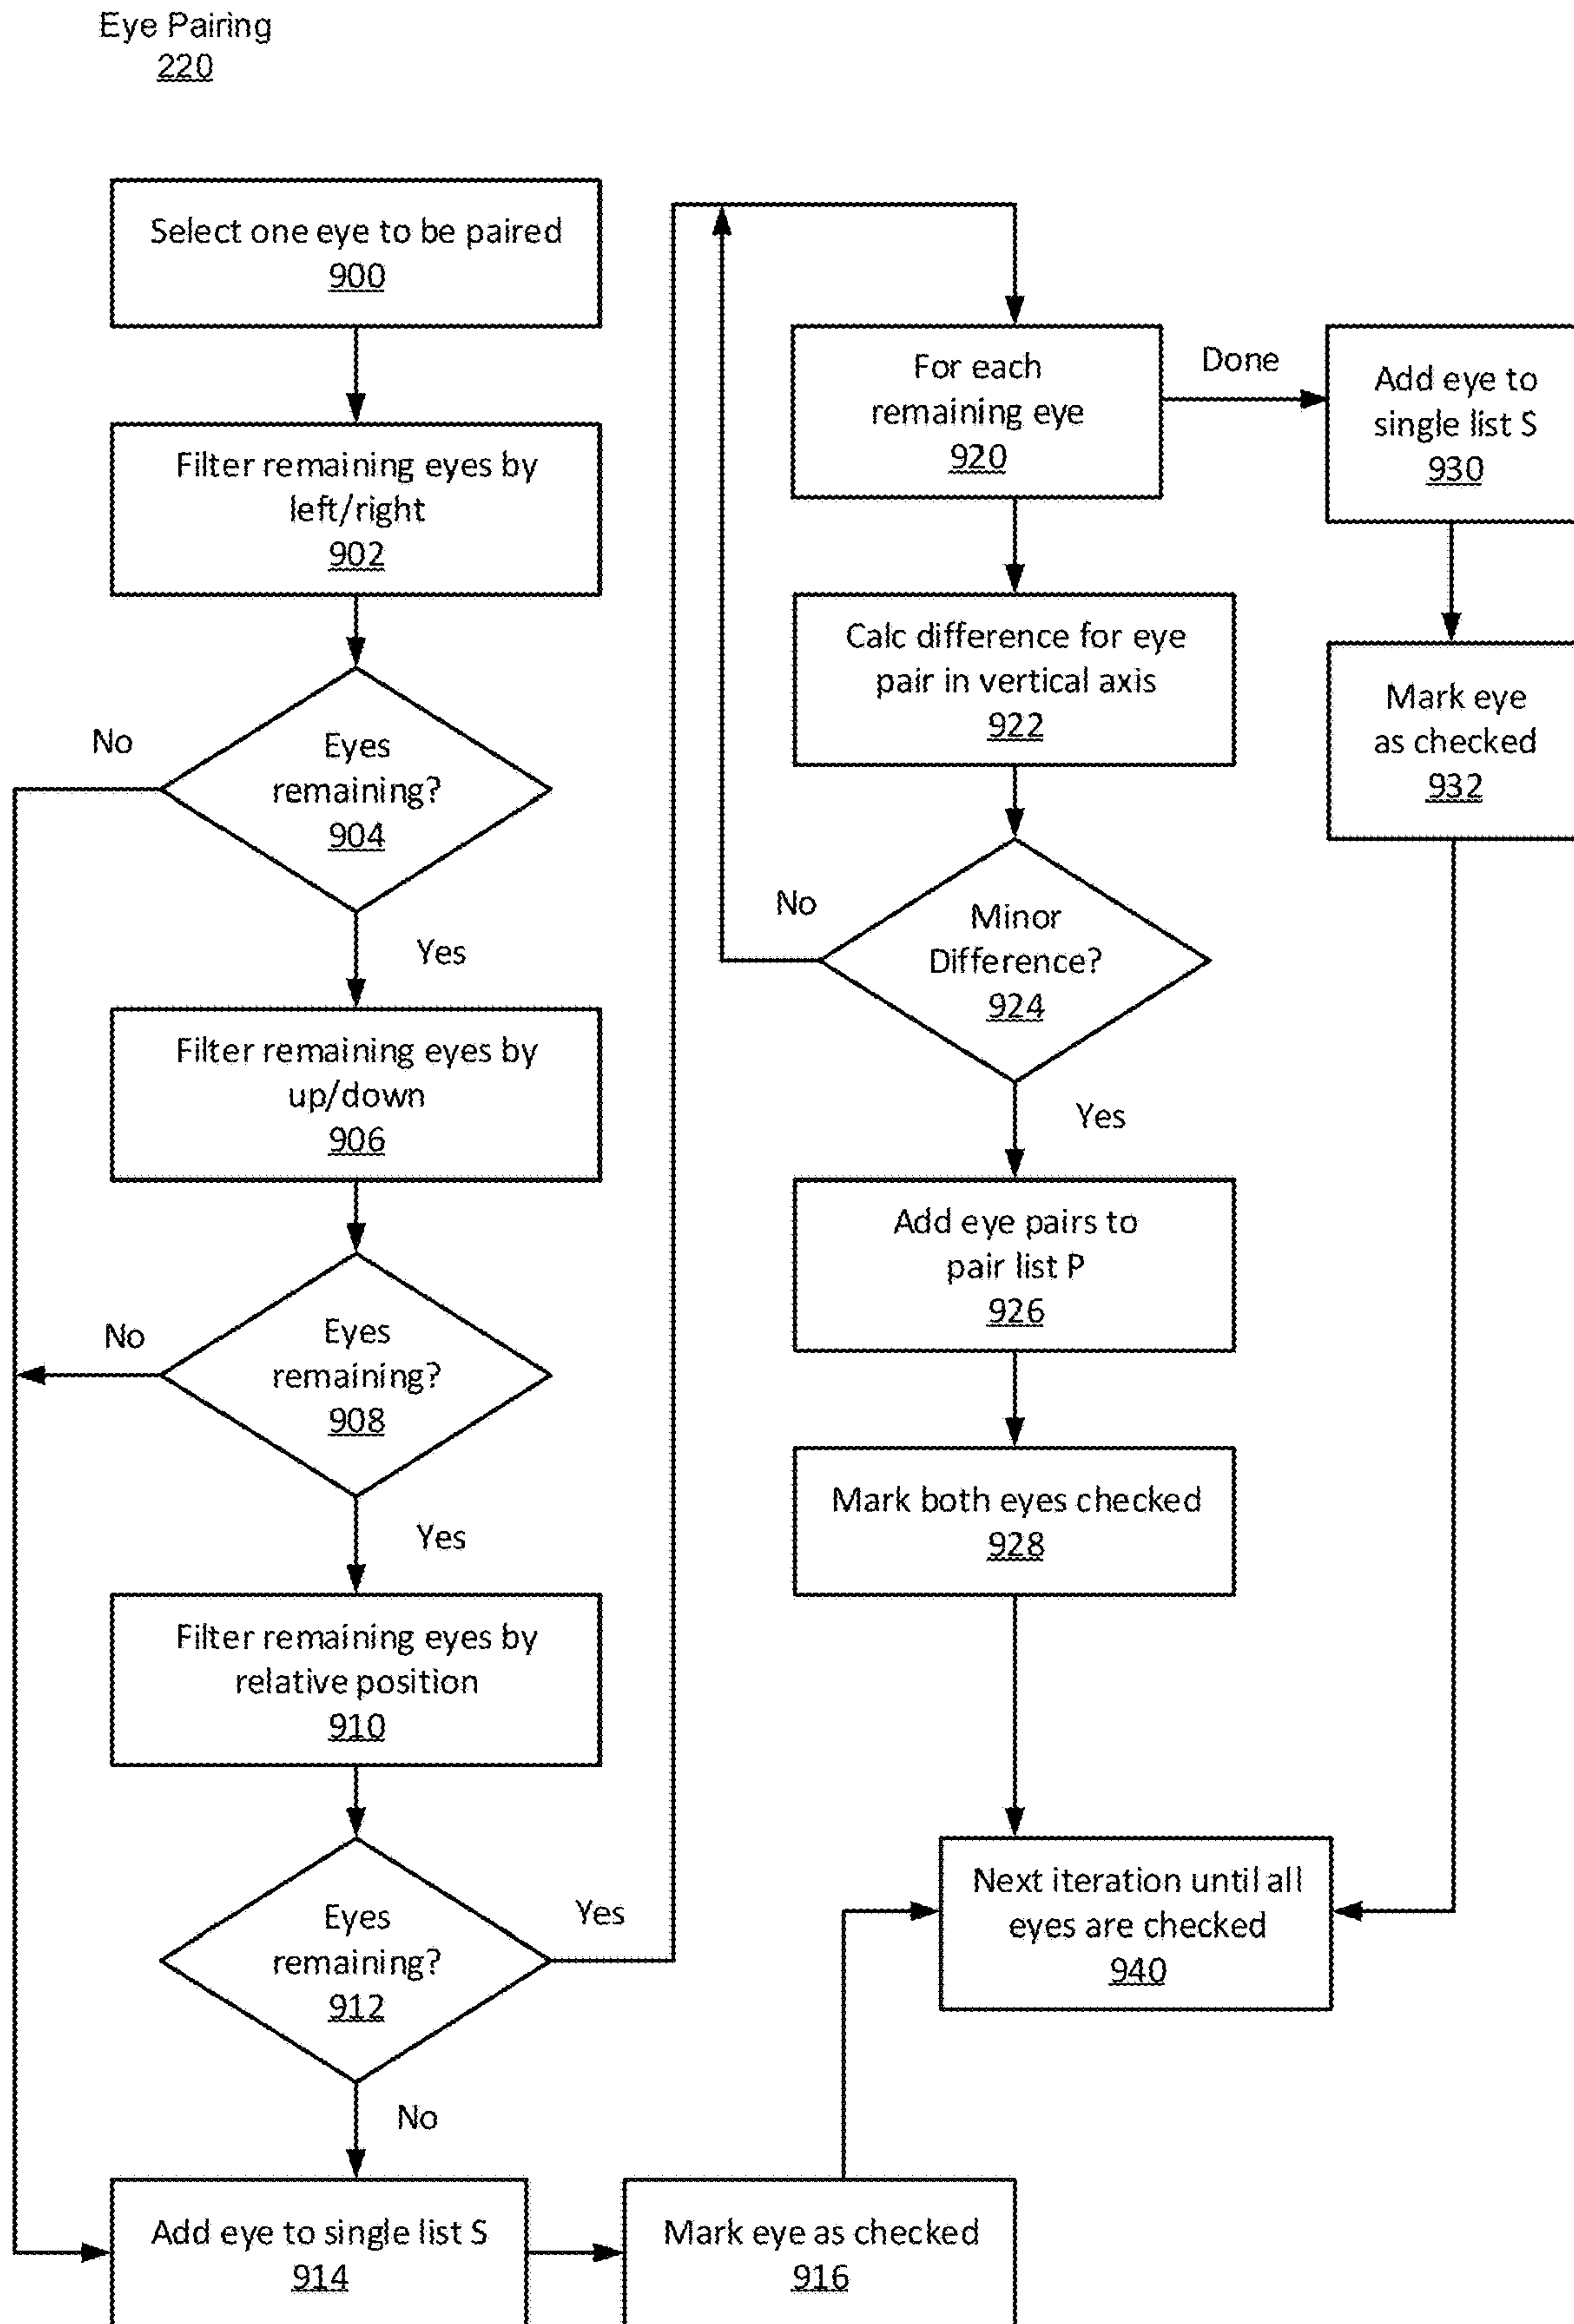 Eye Pairing
220
Select one eye to be paired
900
Filter remaining eyes by
left/right
902
No
Eyes
remaining?
904
Yes
Filter remaining eyes by
up/down
906
No
Eyes
remaining?
908
Yes
Filter remaining eyes by
relative position
910
Eyes
remaining?
912
Yes
No
Add eye to single list S
914
Mark eye as checked
916
For each
remaining eye
920
Done
Add eye to
single list S
930
Mark eye
as checked
932
Calc difference for eye
pair in vertical axis
922
No
Minor
Difference?
924
Yes
Add eye pairs to
pair list P
926
Mark both eyes checked
928
Next iteration until all
eyes are checked
940